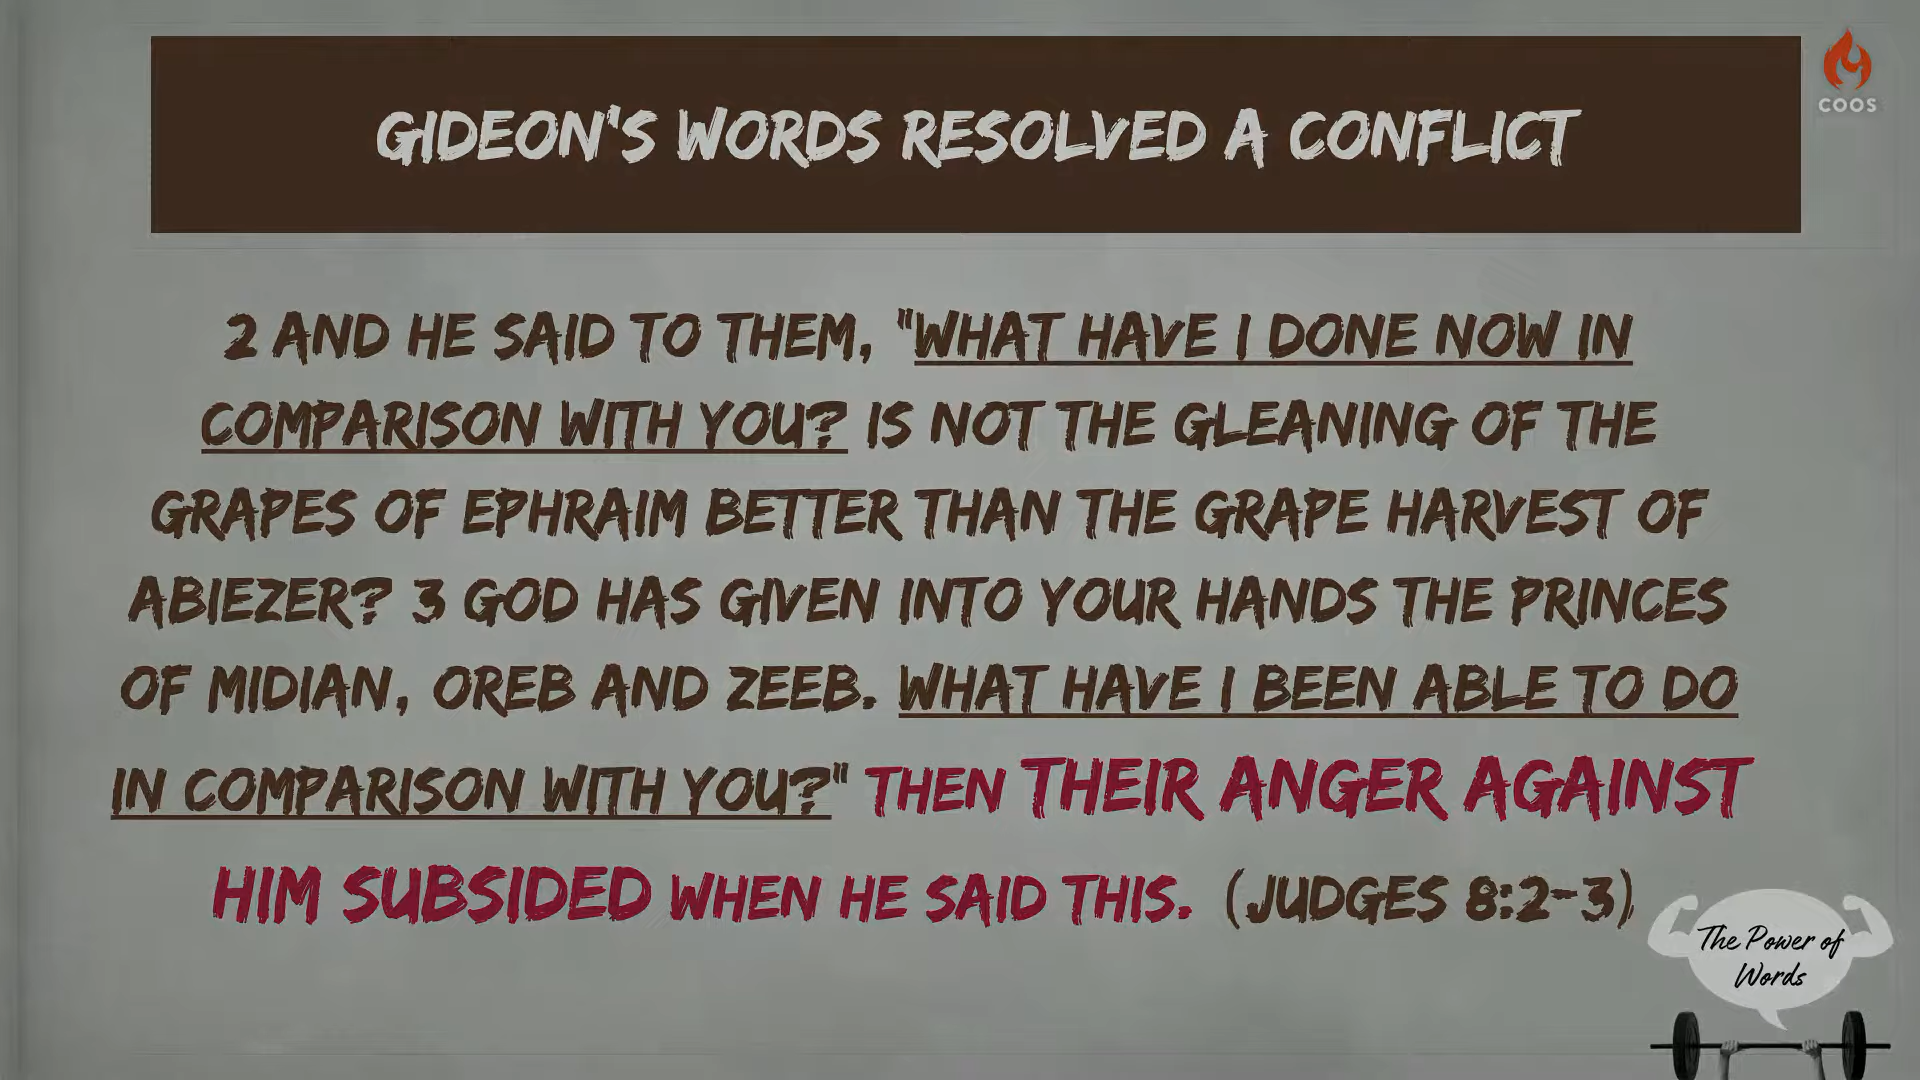 GIDEON'S WORDS RESOLVED A CONFLICT
COOS
2 AND HE SAID TO THEM, "WHAT HAVE I DONE NOW IN
COMPARISON WITH YOU? IS NOT THE GLEANING OF THE
GRAPES OF EPHRAIM BETTER THAN THE GRAPE HARVEST OF
ABIEZER? 3 GOD HAS GIVEN INTO YOUR HANDS THE PRINCES
OF MIDIAN, OREB AND ZEEB. WHAT HAVE I BEEN ABLE TO DO
IN COMPARISON WITH YOU?" THEN THEIR ANGER AGAINST
HIM SUBSIDED WHEN HE SAID THIS. (JUDGES 8:2-3)
The Power of
Words